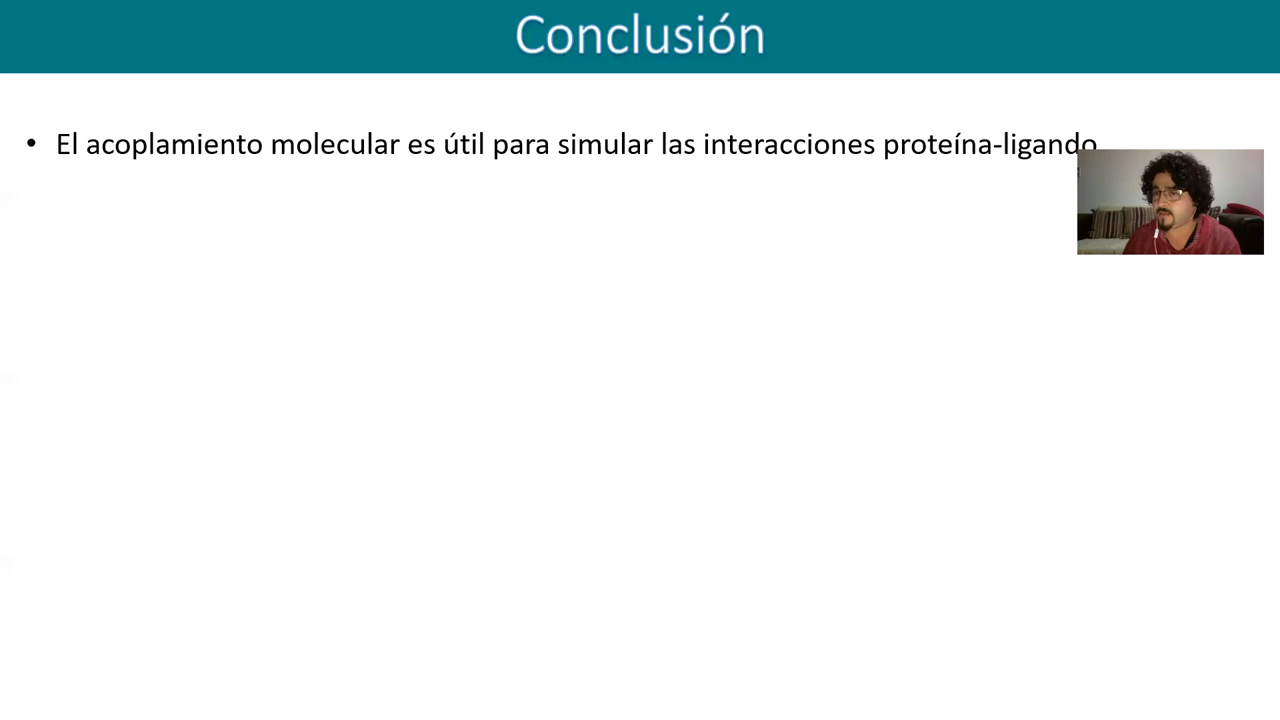 Conclusión
• El acoplamiento molecular es útil para simular las interacciones proteína-ligando